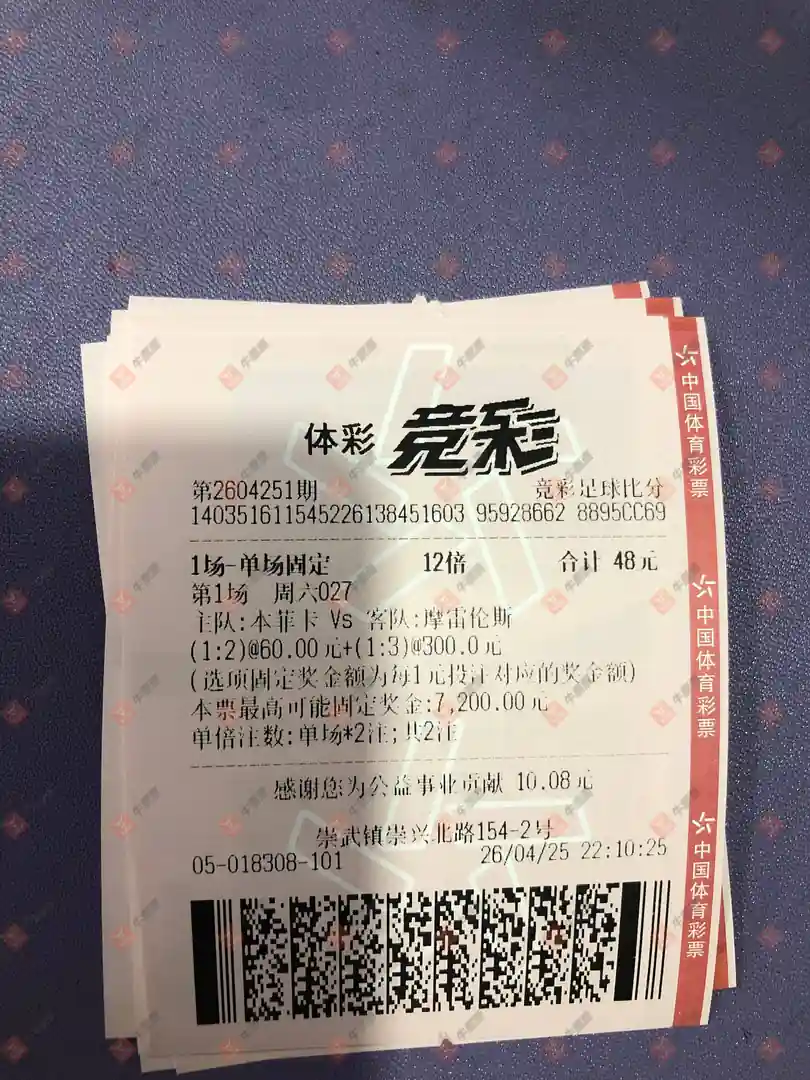 体彩 竞彩
第2604251期 竞彩足球比分
140351611545226138451603 95928662 8895CC69
1场-单场固定 12倍 合计 48元
第1场 周六027
主队:本菲卡 Vs 客队:摩雷伦斯
(1:2)@60.00元+(1:3)@300.0元
(选项固定奖金额为每1元投注对应的奖金额)
本票最高可能固定奖金:7,200.00元
单倍注数:单场*2注;共2注
感谢您为公益事业贡献 10.08元
崇武镇崇兴北路154-2号
05-018308-101 26/04/25 22:10:25
中国体育彩票
中国体育彩票
中国体育彩票